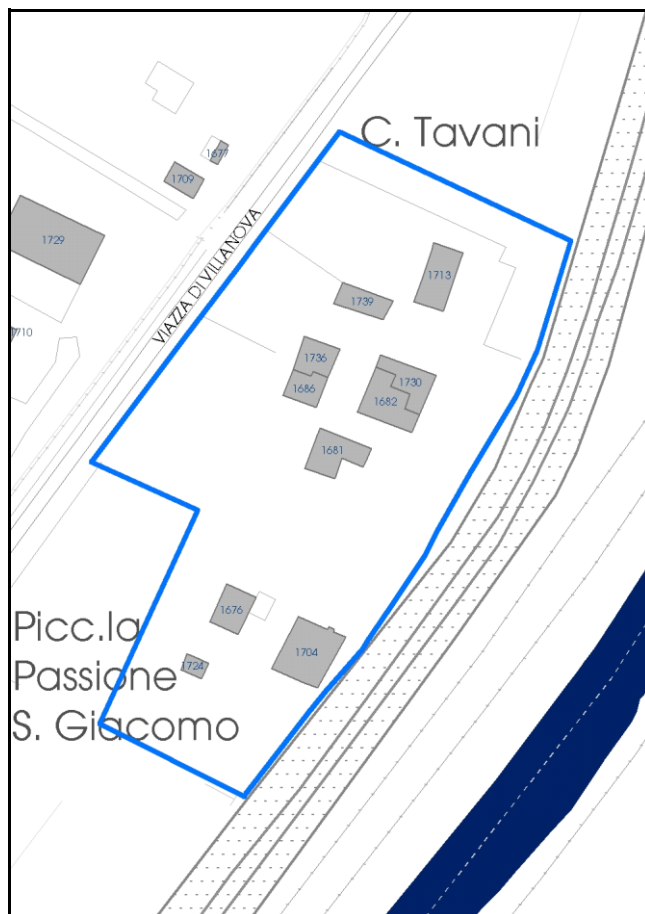 C. Tavani
1677
1709
1729
VIAZZA DI VILLANOVA
1713
1739
1710
1736
1730
1686
1682
1681
1676
Picc.la
1704
1724
Passione
S. Giacomo